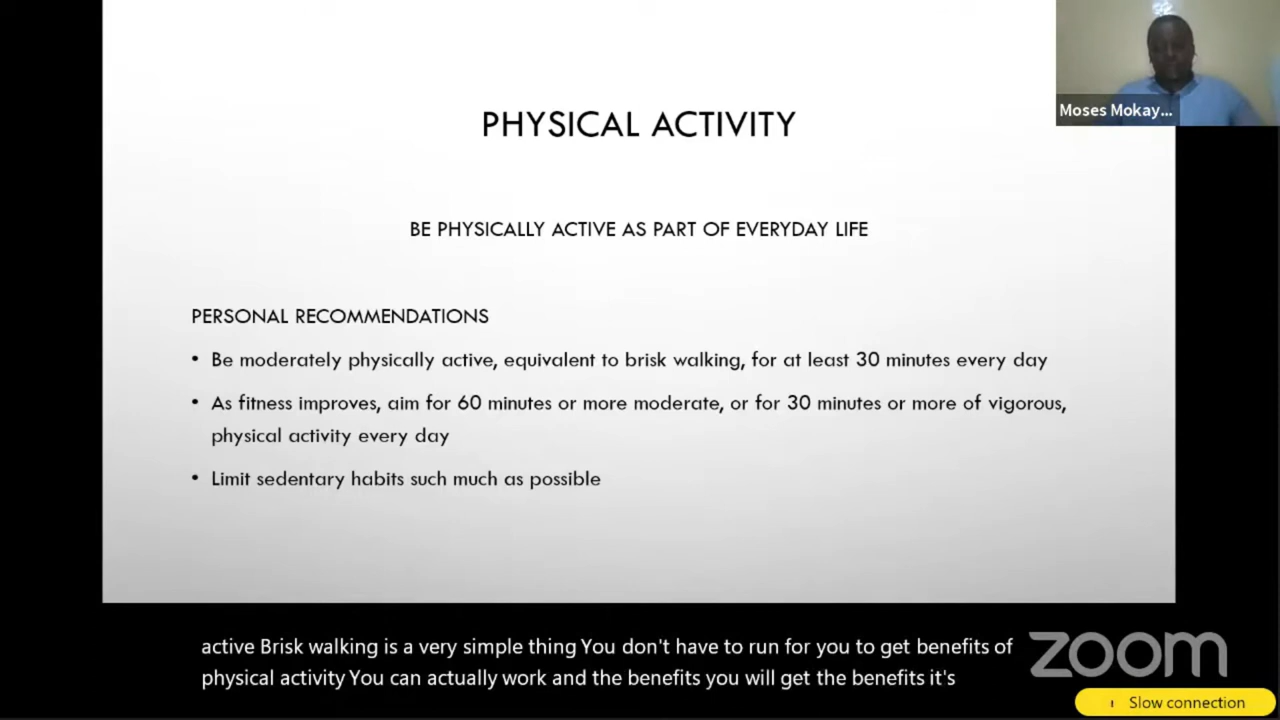 PHYSICAL ACTIVITY
Moses Mokay...
BE PHYSICALLY ACTIVE AS PART OF EVERYDAY LIFE
PERSONAL RECOMMENDATIONS
• Be moderately physically active, equivalent to brisk walking, for at least 30 minutes every day
• As fitness improves, aim for 60 minutes or more moderate, or for 30 minutes or more of vigorous,
physical activity every day
• Limit sedentary habits such much as possible
active Brisk walking is a very simple thing You don't have to run for you to get benefits of
physical activity You can actually work and the benefits you will get the benefits it's
zoom
Slow connection